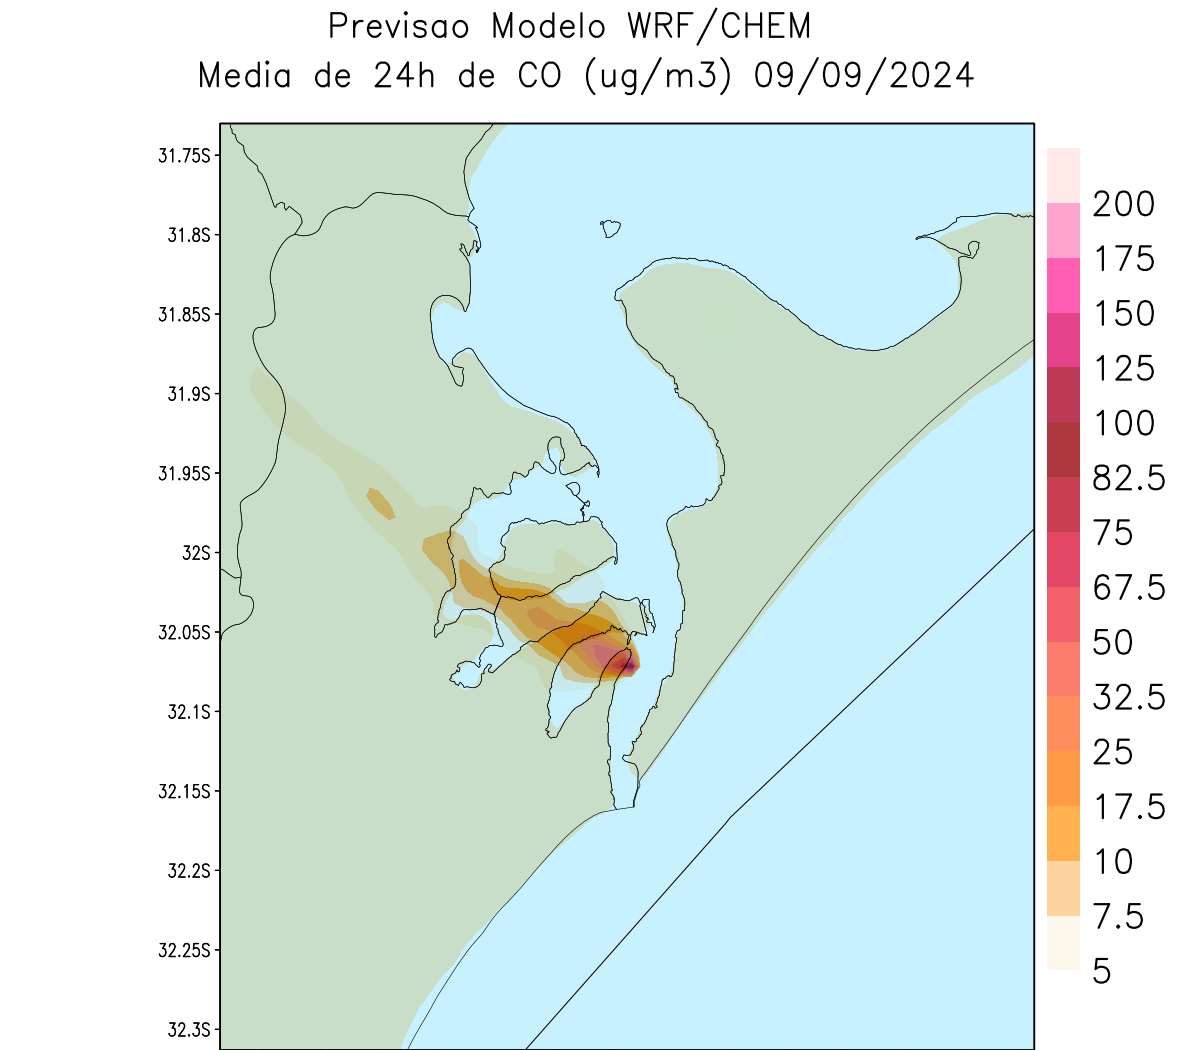 Previsao Modelo WRF/CHEM
Media de 24h de CO (ug/m3) 09/09/2024
31.75S
31.8S
31.85S
31.9S
31.95S
32S
32.05S
32.1S
32.15S
32.2S
32.25S
32.3S
200
175
150
125
100
82.5
75
67.5
50
32.5
25
17.5
10
7.5
5